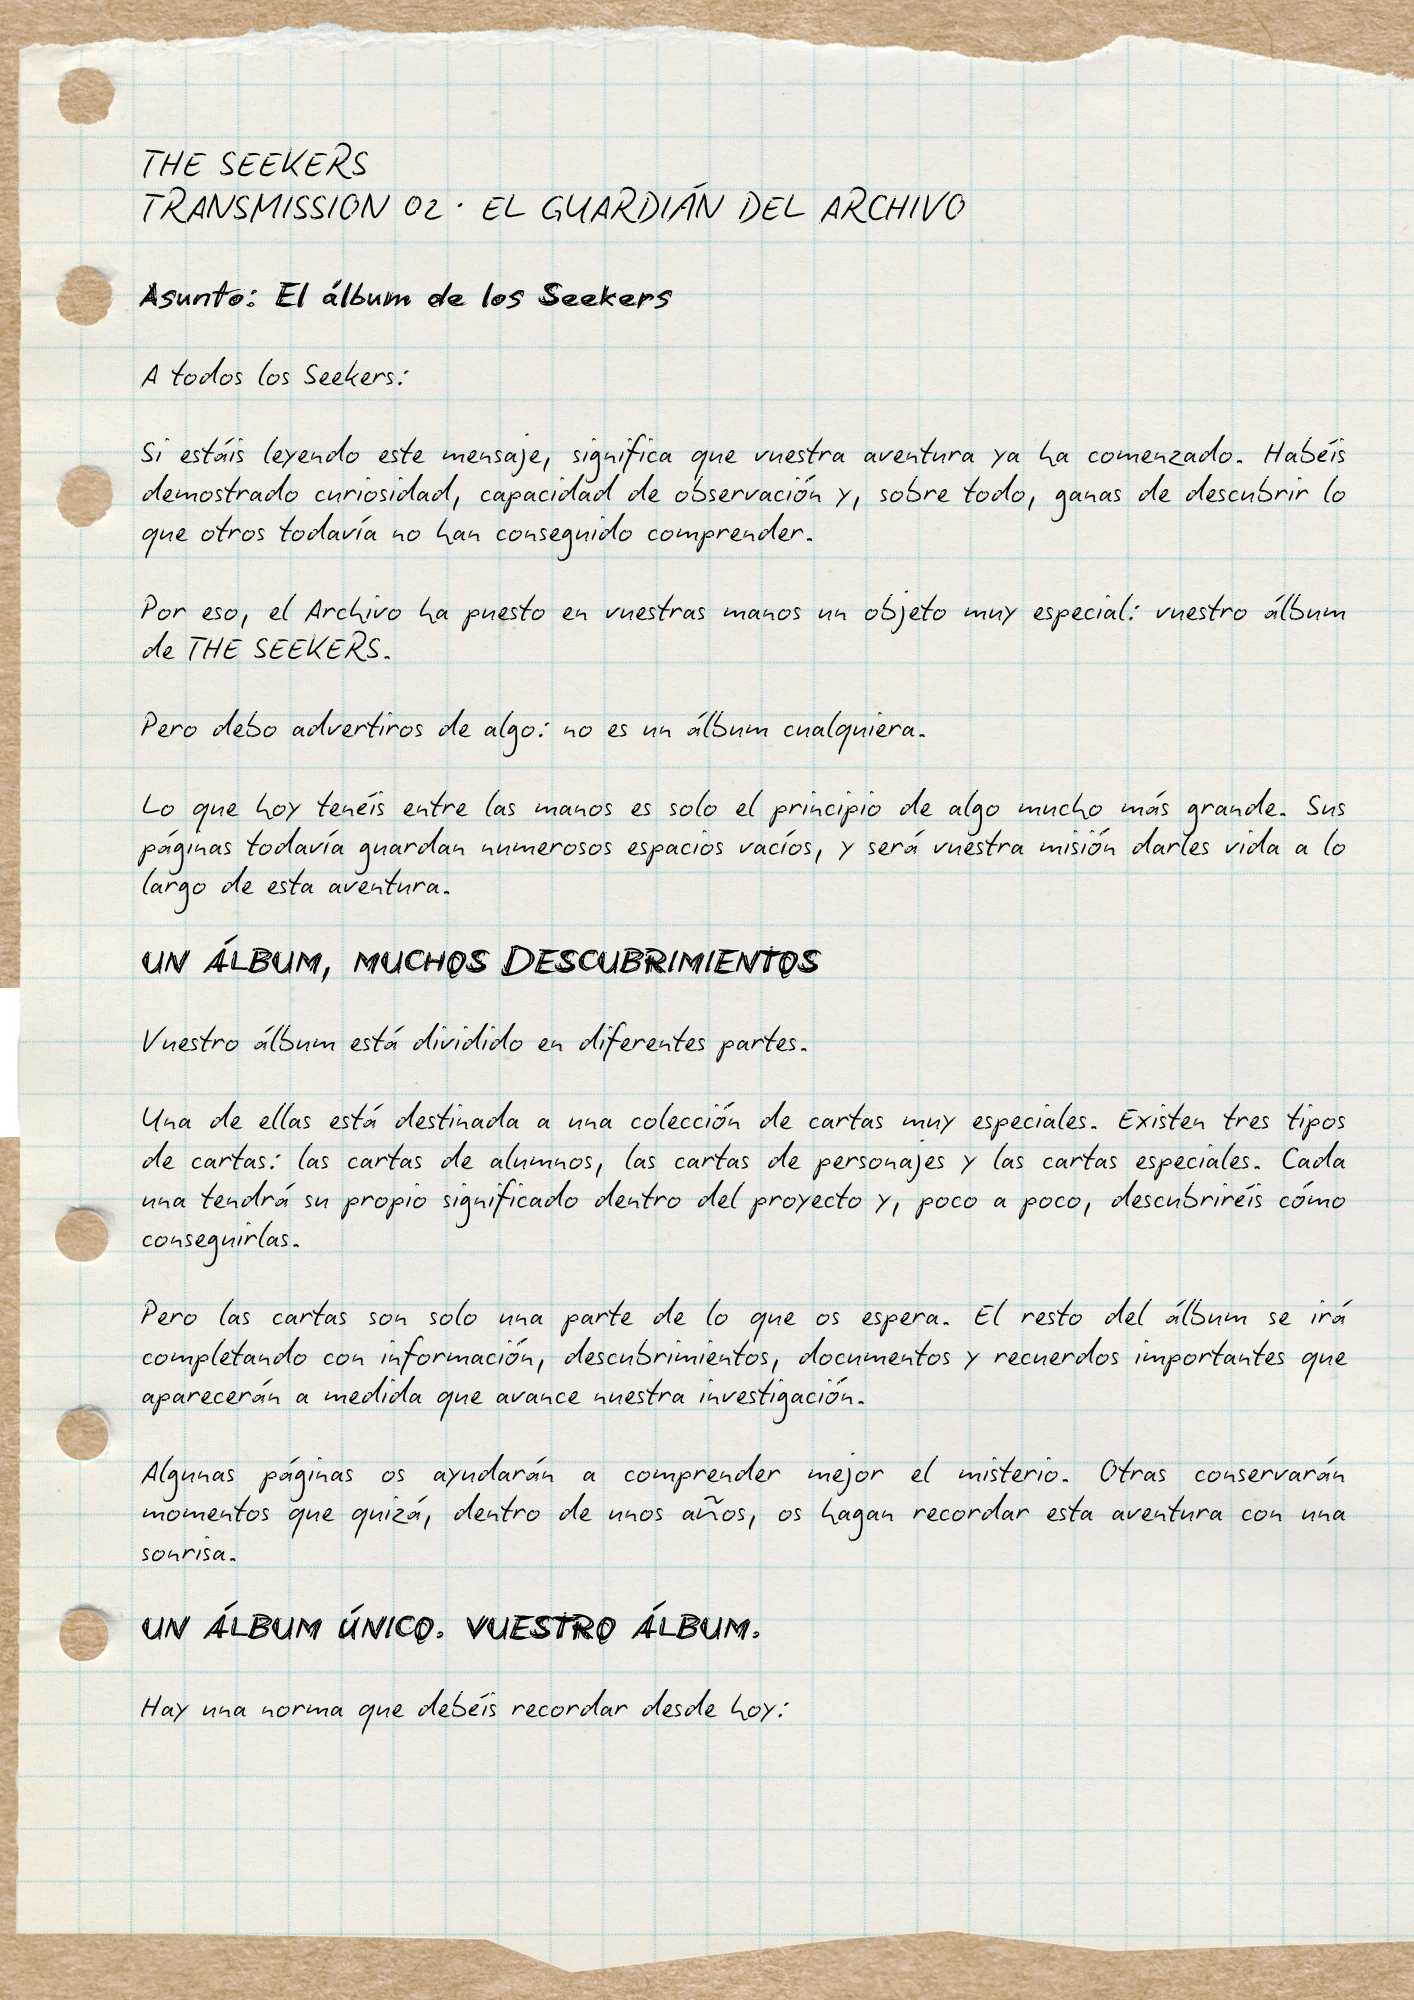 THE SEEKERS
TRANSMISSION 02 · EL GUARDIÁN DEL ARCHIVO
Asunto: El álbum de los Seekers
A todos los Seekers:
Si estáis leyendo este mensaje, significa que vuestra aventura ya ha comenzado. Habéis
demostrado curiosidad, capacidad de observación y, sobre todo, ganas de descubrir lo
que otros todavía no han conseguido comprender.
Por eso, el Archivo ha puesto en vuestras manos un objeto muy especial: vuestro álbum
de THE SEEKERS.
Pero debo advertiros de algo: no es un álbum cualquiera.
Lo que hoy tenéis entre las manos es solo el principio de algo mucho más grande. Sus
páginas todavía guardan numerosos espacios vacíos, y será vuestra misión darles vida a lo
largo de esta aventura.
UN ÁLBUM, MUCHOS DESCUBRIMIENTOS
Vuestro álbum está dividido en diferentes partes.
Una de ellas está destinada a una colección de cartas muy especiales. Existen tres tipos
de cartas: las cartas de alumnos, las cartas de personajes y las cartas especiales. Cada
una tendrá su propio significado dentro del proyecto y, poco a poco, descubriréis cómo
conseguirlas.
Pero las cartas son solo una parte de lo que os espera. El resto del álbum se irá
completando con información, descubrimientos, documentos y recuerdos importantes que
aparecerán a medida que avance nuestra investigación.
Algunas páginas os ayudarán a comprender mejor el misterio. Otras conservarán
momentos que quizá, dentro de unos años, os hagan recordar esta aventura con una
sonrisa.
UN ÁLBUM ÚNICO. VUESTRO ÁLBUM.
Hay una norma que debéis recordar desde hoy: